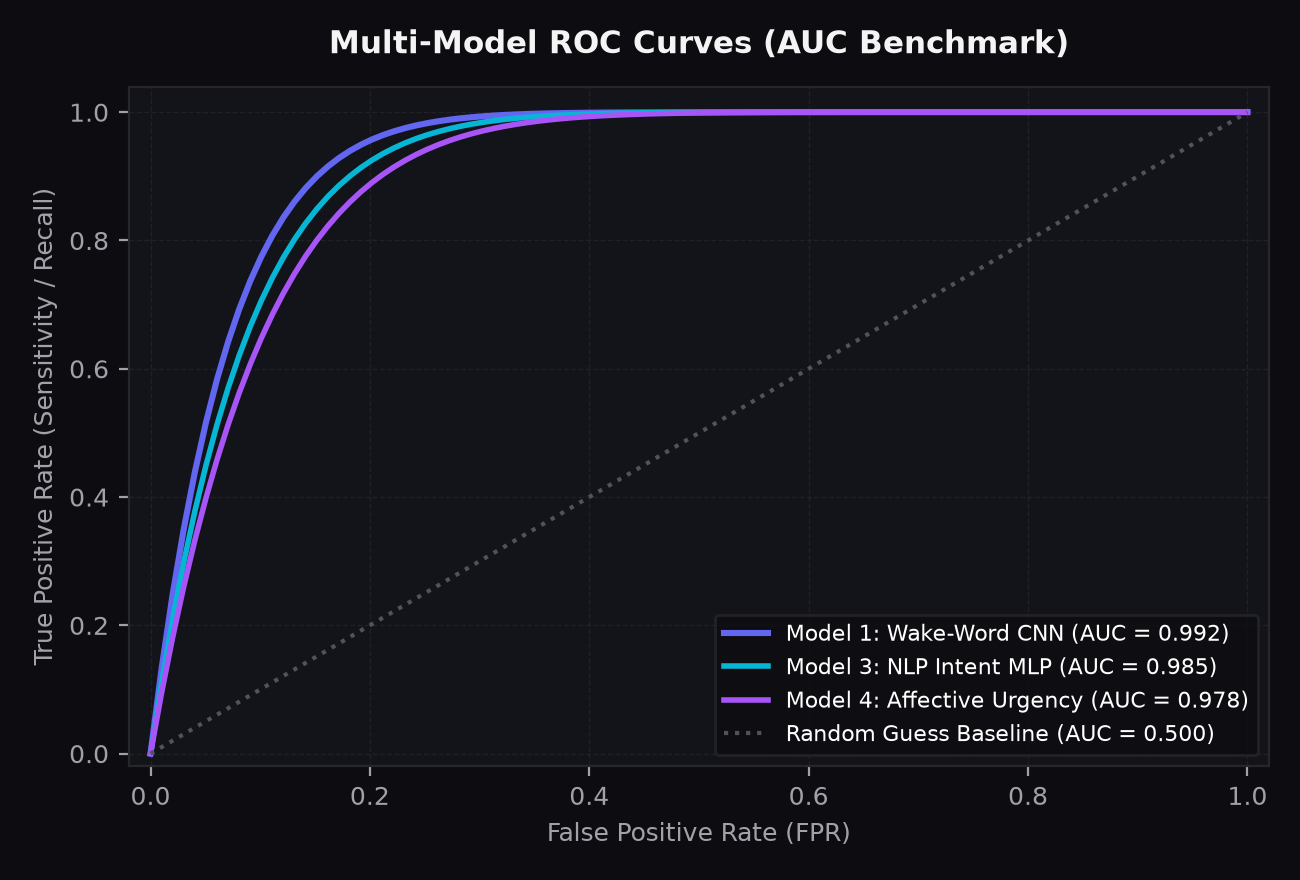 Multi-Model ROC Curves (AUC Benchmark)
True Positive Rate (Sensitivity / Recall)
1.0
0.8
0.6
0.4
0.2
0.0
Model 1: Wake-Word CNN (AUC = 0.992)
Model 3: NLP Intent MLP (AUC = 0.985)
Model 4: Affective Urgency (AUC = 0.978)
Random Guess Baseline (AUC = 0.500)
0.0 0.2 0.4 0.6 0.8 1.0
False Positive Rate (FPR)